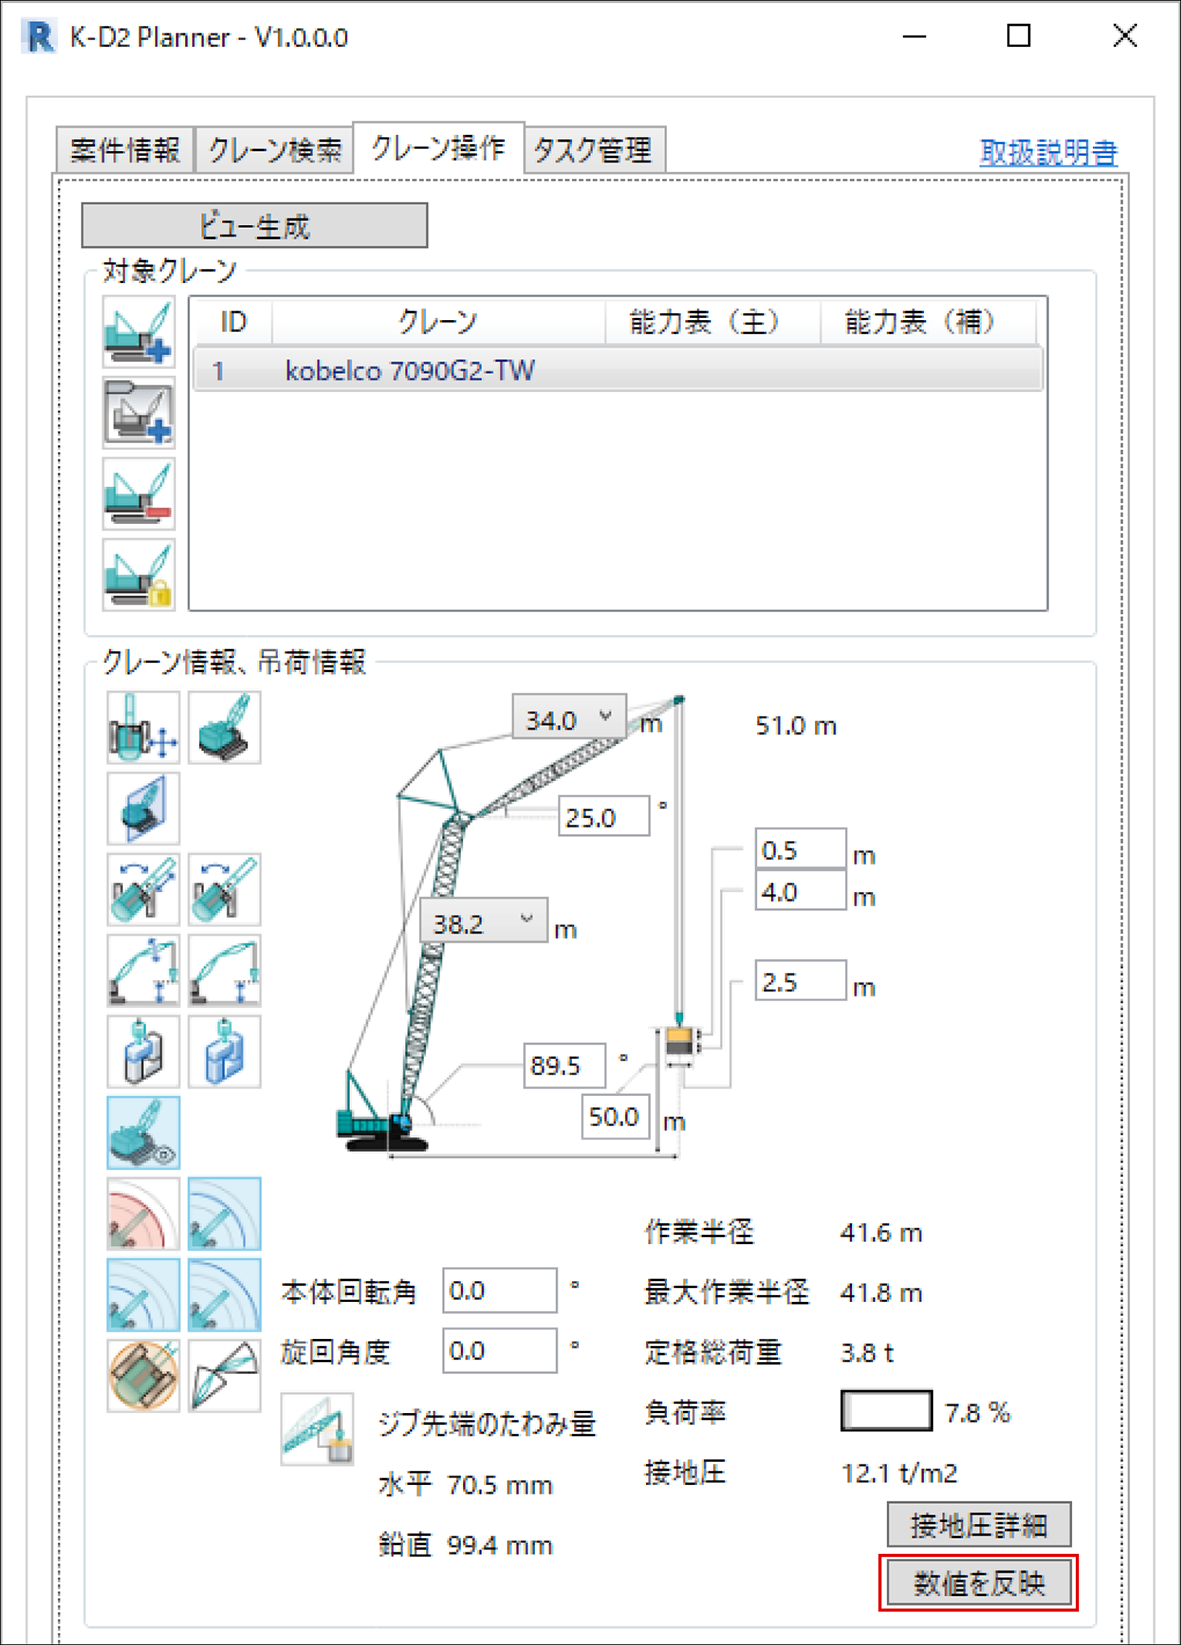 K-D2 Planner - V1.0.0.0
案件情報 クレーン検索 クレーン操作 タスク管理 取扱説明書
ビュー生成
対象クレーン
ID クレーン 能力表（主） 能力表（補）
1 kobelco 7090G2-TW
クレーン情報、吊荷情報
34.0 m 51.0 m
25.0 °
0.5 m
4.0 m
38.2 m
2.5 m
89.5 °
50.0 m
作業半径 41.6 m
本体回転角 0.0 ° 最大作業半径 41.8 m
旋回角度 0.0 ° 定格総荷重 3.8 t
ジブ先端のたわみ量 負荷率 7.8 %
水平 70.5 mm 接地圧 12.1 t/m2
鉛直 99.4 mm 接地圧詳細
数値を反映